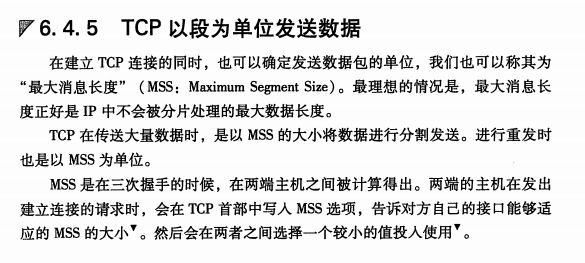 6.4.5 TCP 以段为单位发送数据
在建立 TCP 连接的同时，也可以确定发送数据包的单位，我们也可以称其为
“最大消息长度”（MSS：Maximum Segment Size）。最理想的情况是，最大消息长
度正好是 IP 中不会被分片处理的最大数据长度。
TCP 在传送大量数据时，是以 MSS 的大小将数据进行分割发送。进行重发时
也是以 MSS 为单位。
MSS 是在三次握手的时候，在两端主机之间被计算得出。两端的主机在发出
建立连接的请求时，会在 TCP 首部中写入 MSS 选项，告诉对方自己的接口能够适
应的 MSS 的大小▼。然后会在两者之间选择一个较小的值投入使用▼。